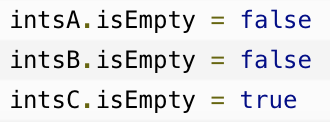 intsA.isEmpty = false
intsB.isEmpty = false
intsC.isEmpty = true